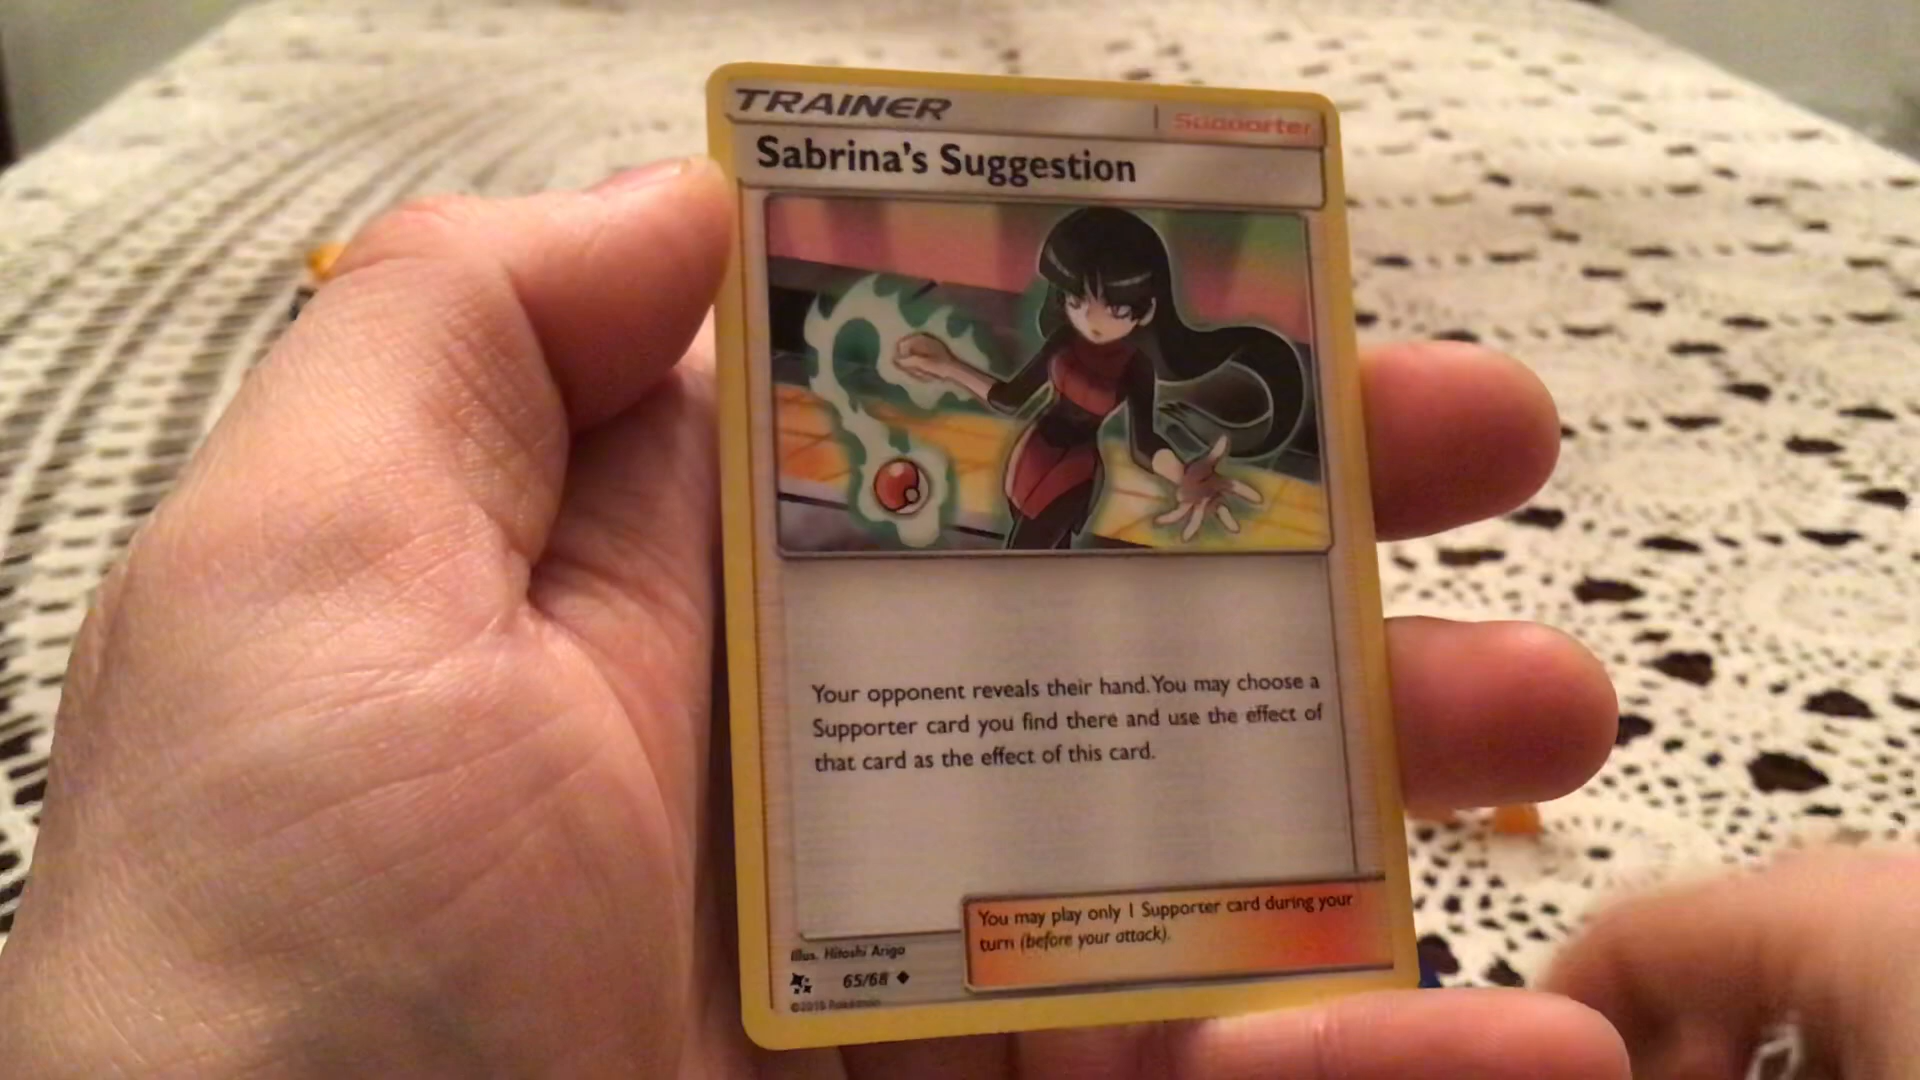 TRAINER
Supporter
Sabrina's Suggestion
Your opponent reveals their hand. You may choose a
Supporter card you find there and use the effect of
that card as the effect of this card.
You may play only 1 Supporter card during your
turn (before your attack).
Illus. Hitoshi Ariga
65/68
©2019 Pokémon